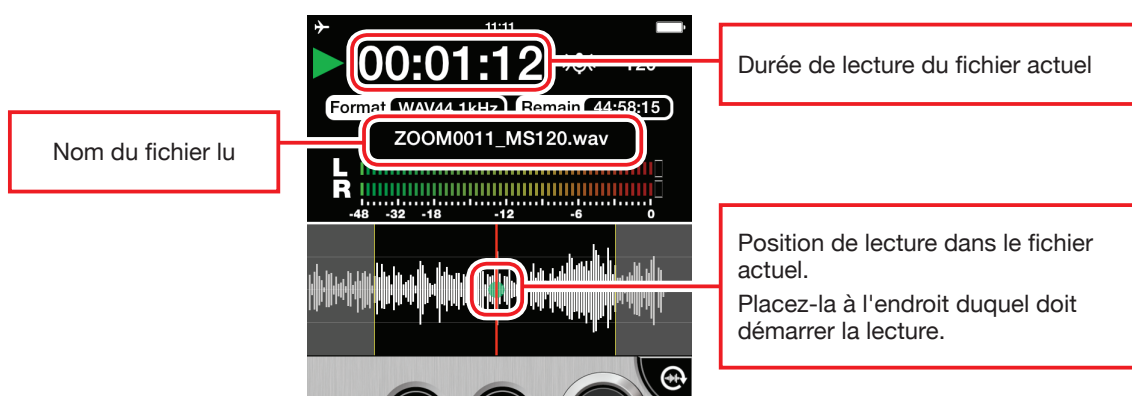 11:11
00:01:12
120
Durée de lecture du fichier actuel
Format WAV44.1kHz Remain 44:58:15
ZOOM0011_MS120.wav
Nom du fichier lu
L
R
-48 -32 -18 -12 -6 0
Position de lecture dans le fichier
actuel.
Placez-la à l'endroit duquel doit
démarrer la lecture.